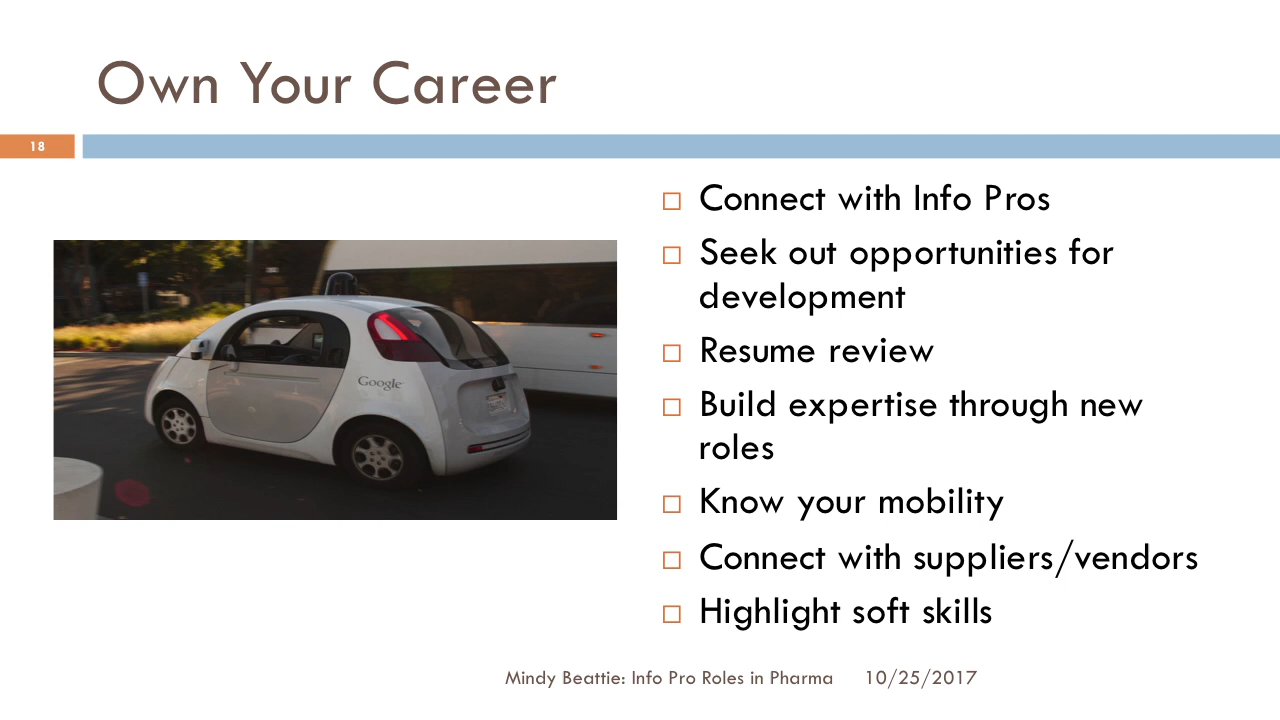 Own Your Career
18
Google
Connect with Info Pros
Seek out opportunities for
development
Resume review
Build expertise through new
roles
Know your mobility
Connect with suppliers/vendors
Highlight soft skills
Mindy Beattie: Info Pro Roles in Pharma 10/25/2017